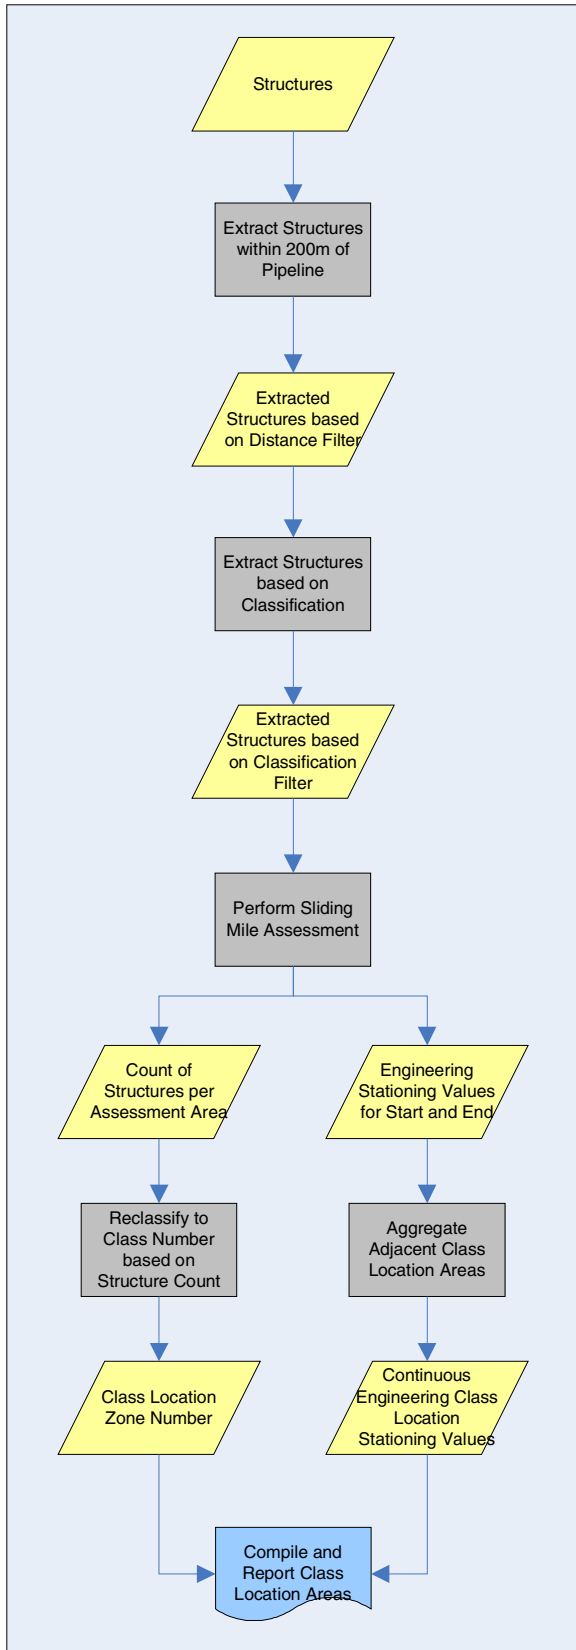 Structures
Extract Structures
within 200m of
Pipeline
Extracted
Structures based
on Distance Filter
Extract Structures
based on
Classification
Extracted
Structures based
on Classification
Filter
Perform Sliding
Mile Assessment
Count of
Structures per
Assessment Area
Engineering
Stationing Values
for Start and End
Reclassify to
Class Number
based on
Structure Count
Aggregate
Adjacent Class
Location Areas
Class Location
Zone Number
Continuous
Engineering Class
Location
Stationing Values
Compile and
Report Class
Location Areas